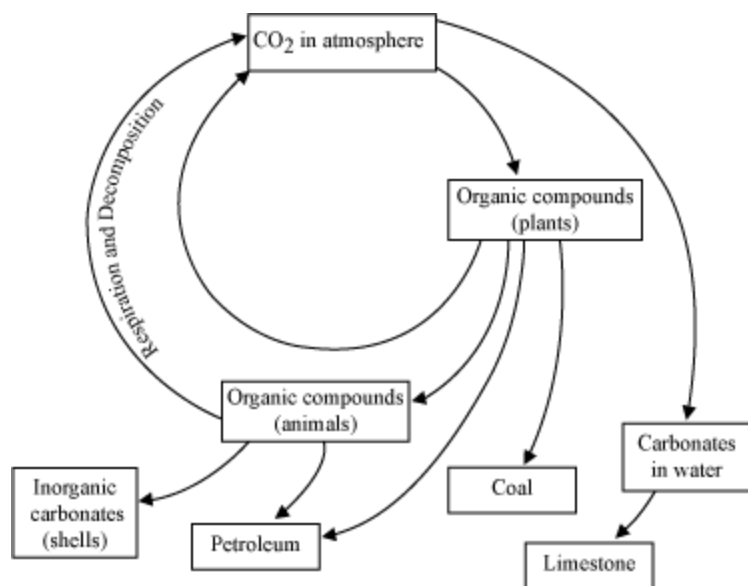 CO2 in atmosphere
Respiration and Decomposition
Organic compounds
(plants)
Organic compounds
(animals)
Carbonates
in water
Inorganic
carbonates
(shells)
Coal
Petroleum
Limestone